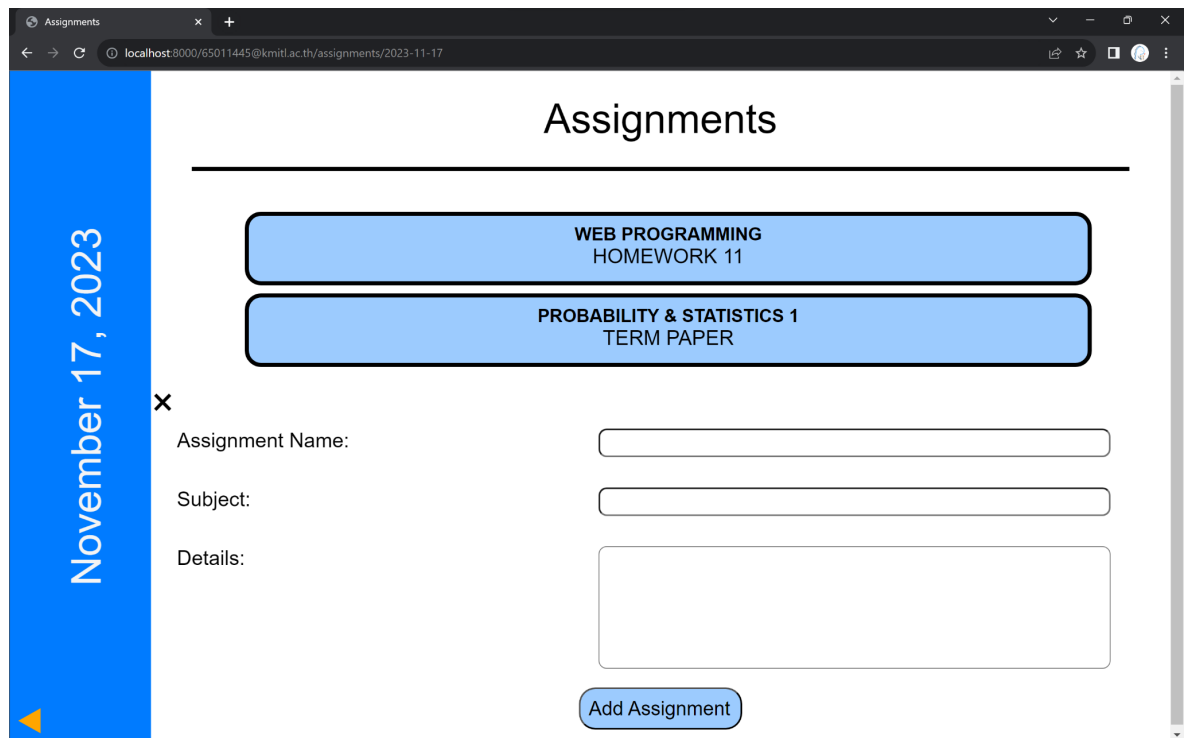 Assignments
localhost:8000/65011445@kmitl.ac.th/assignments/2023-11-17
November 17, 2023
Assignments
WEB PROGRAMMING
HOMEWORK 11
PROBABILITY & STATISTICS 1
TERM PAPER
Assignment Name:
Subject:
Details:
Add Assignment